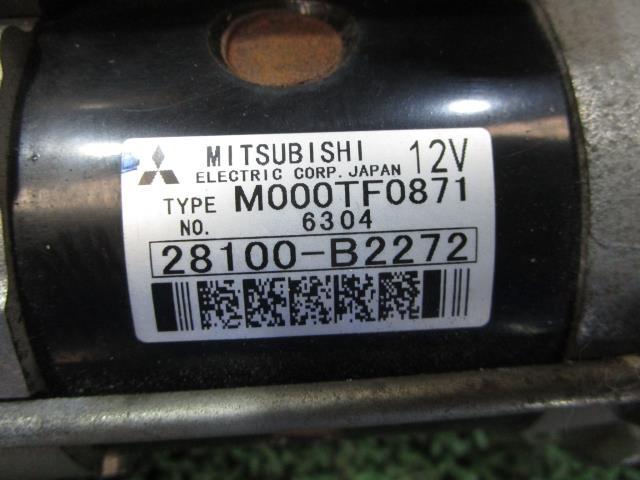 MITSUBISHI 12V
ELECTRIC CORP. JAPAN
TYPE M000TF0871
NO. 6304
28100-B2272